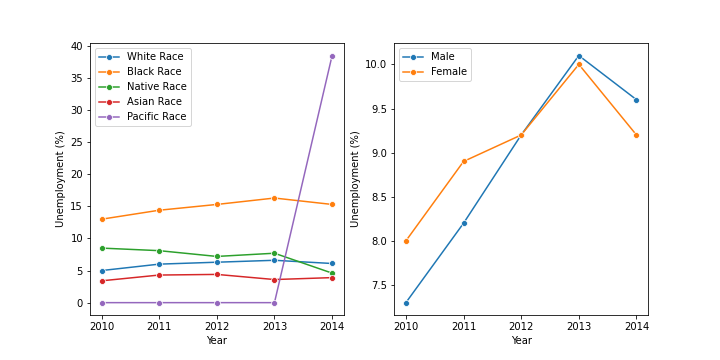 40
35
30
25
20
15
10
5
0
Unemployment (%)
White Race
Black Race
Native Race
Asian Race
Pacific Race
2010 2011 2012 2013 2014
Year
10.0
9.5
9.0
8.5
8.0
7.5
Unemployment (%)
Male
Female
2010 2011 2012 2013 2014
Year